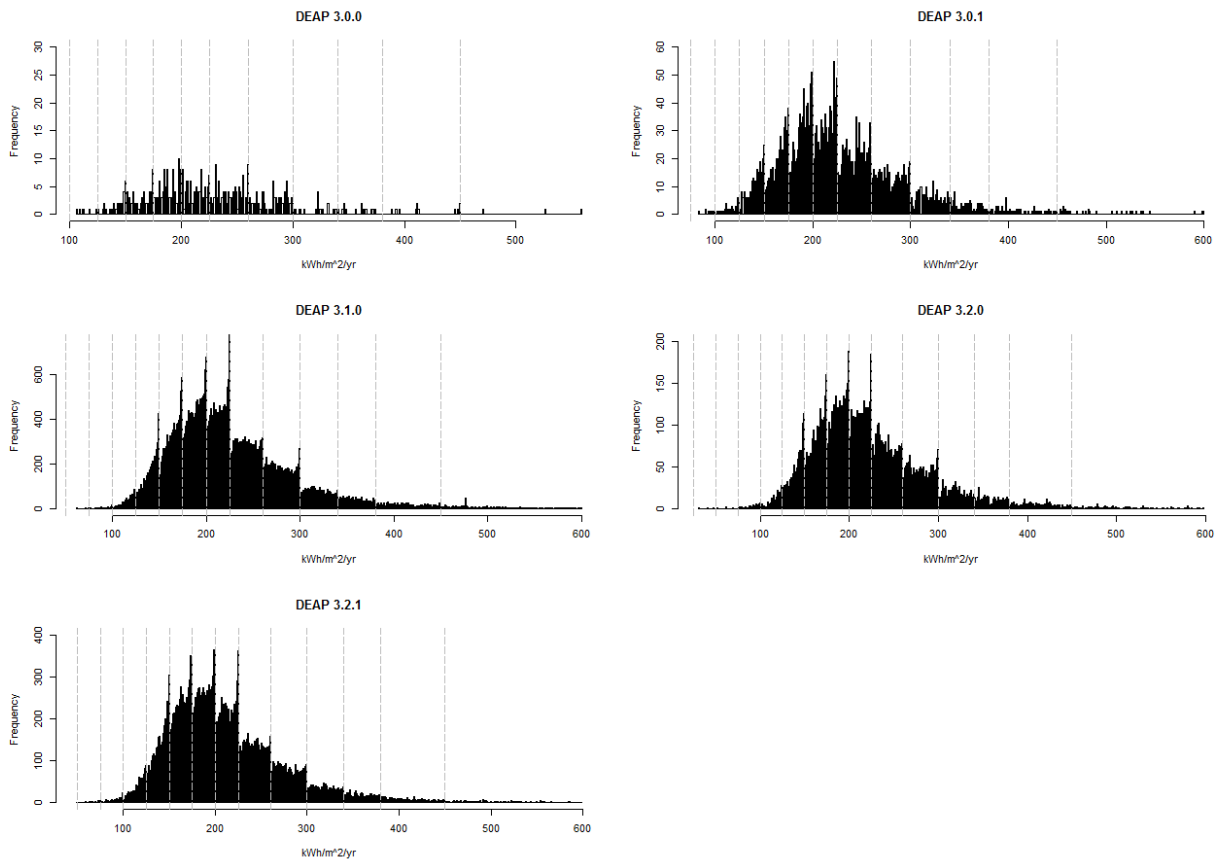 DEAP 3.0.0
Frequency
30
25
20
15
10
5
0
100 200 300 400 500
kWh/m^2/yr
DEAP 3.0.1
Frequency
60
50
40
30
20
10
0
100 200 300 400 500 600
kWh/m^2/yr
DEAP 3.1.0
Frequency
600
400
200
0
100 200 300 400 500 600
kWh/m^2/yr
DEAP 3.2.0
Frequency
200
150
100
50
0
100 200 300 400 500 600
kWh/m^2/yr
DEAP 3.2.1
Frequency
400
300
200
100
0
100 200 300 400 500 600
kWh/m^2/yr